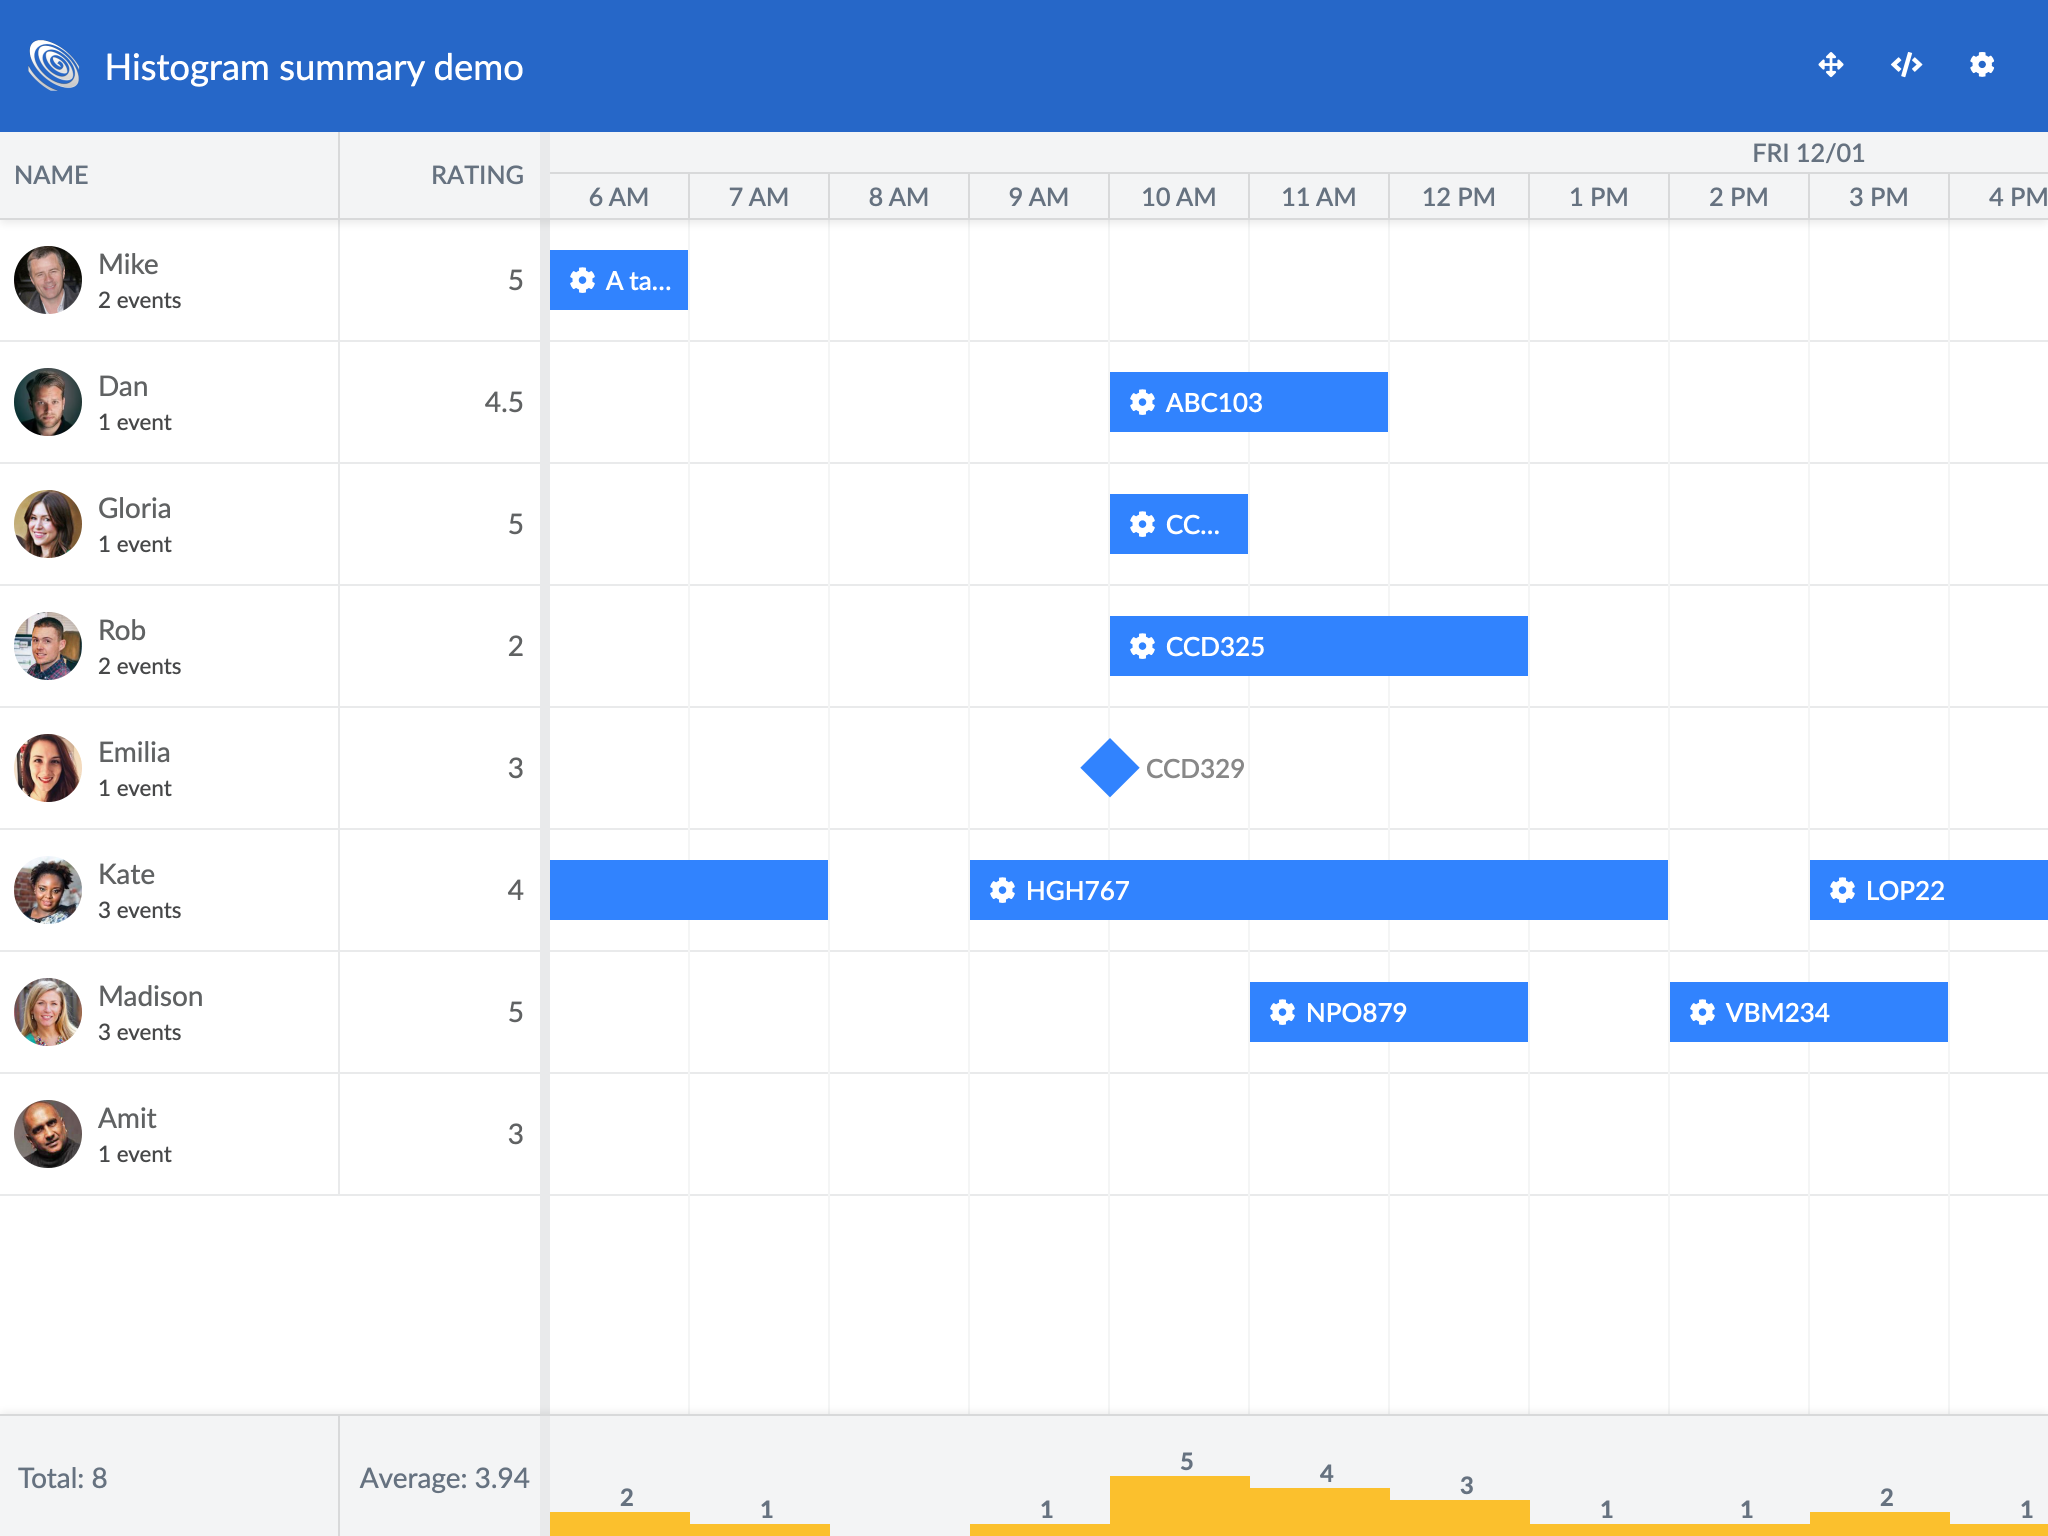 Histogram summary demo
NAME RATING
FRI 12/01
6 AM 7 AM 8 AM 9 AM 10 AM 11 AM 12 PM 1 PM 2 PM 3 PM 4 PM
Mike
2 events
5
A ta...
Dan
1 event
4.5
ABC103
Gloria
1 event
5
CC...
Rob
2 events
2
CCD325
Emilia
1 event
3
CCD329
Kate
3 events
4
HGH767
LOP22
Madison
3 events
5
NPO879
VBM234
Amit
1 event
3
Total: 8
Average: 3.94
2 1 1 5 4 3 1 1 2 1